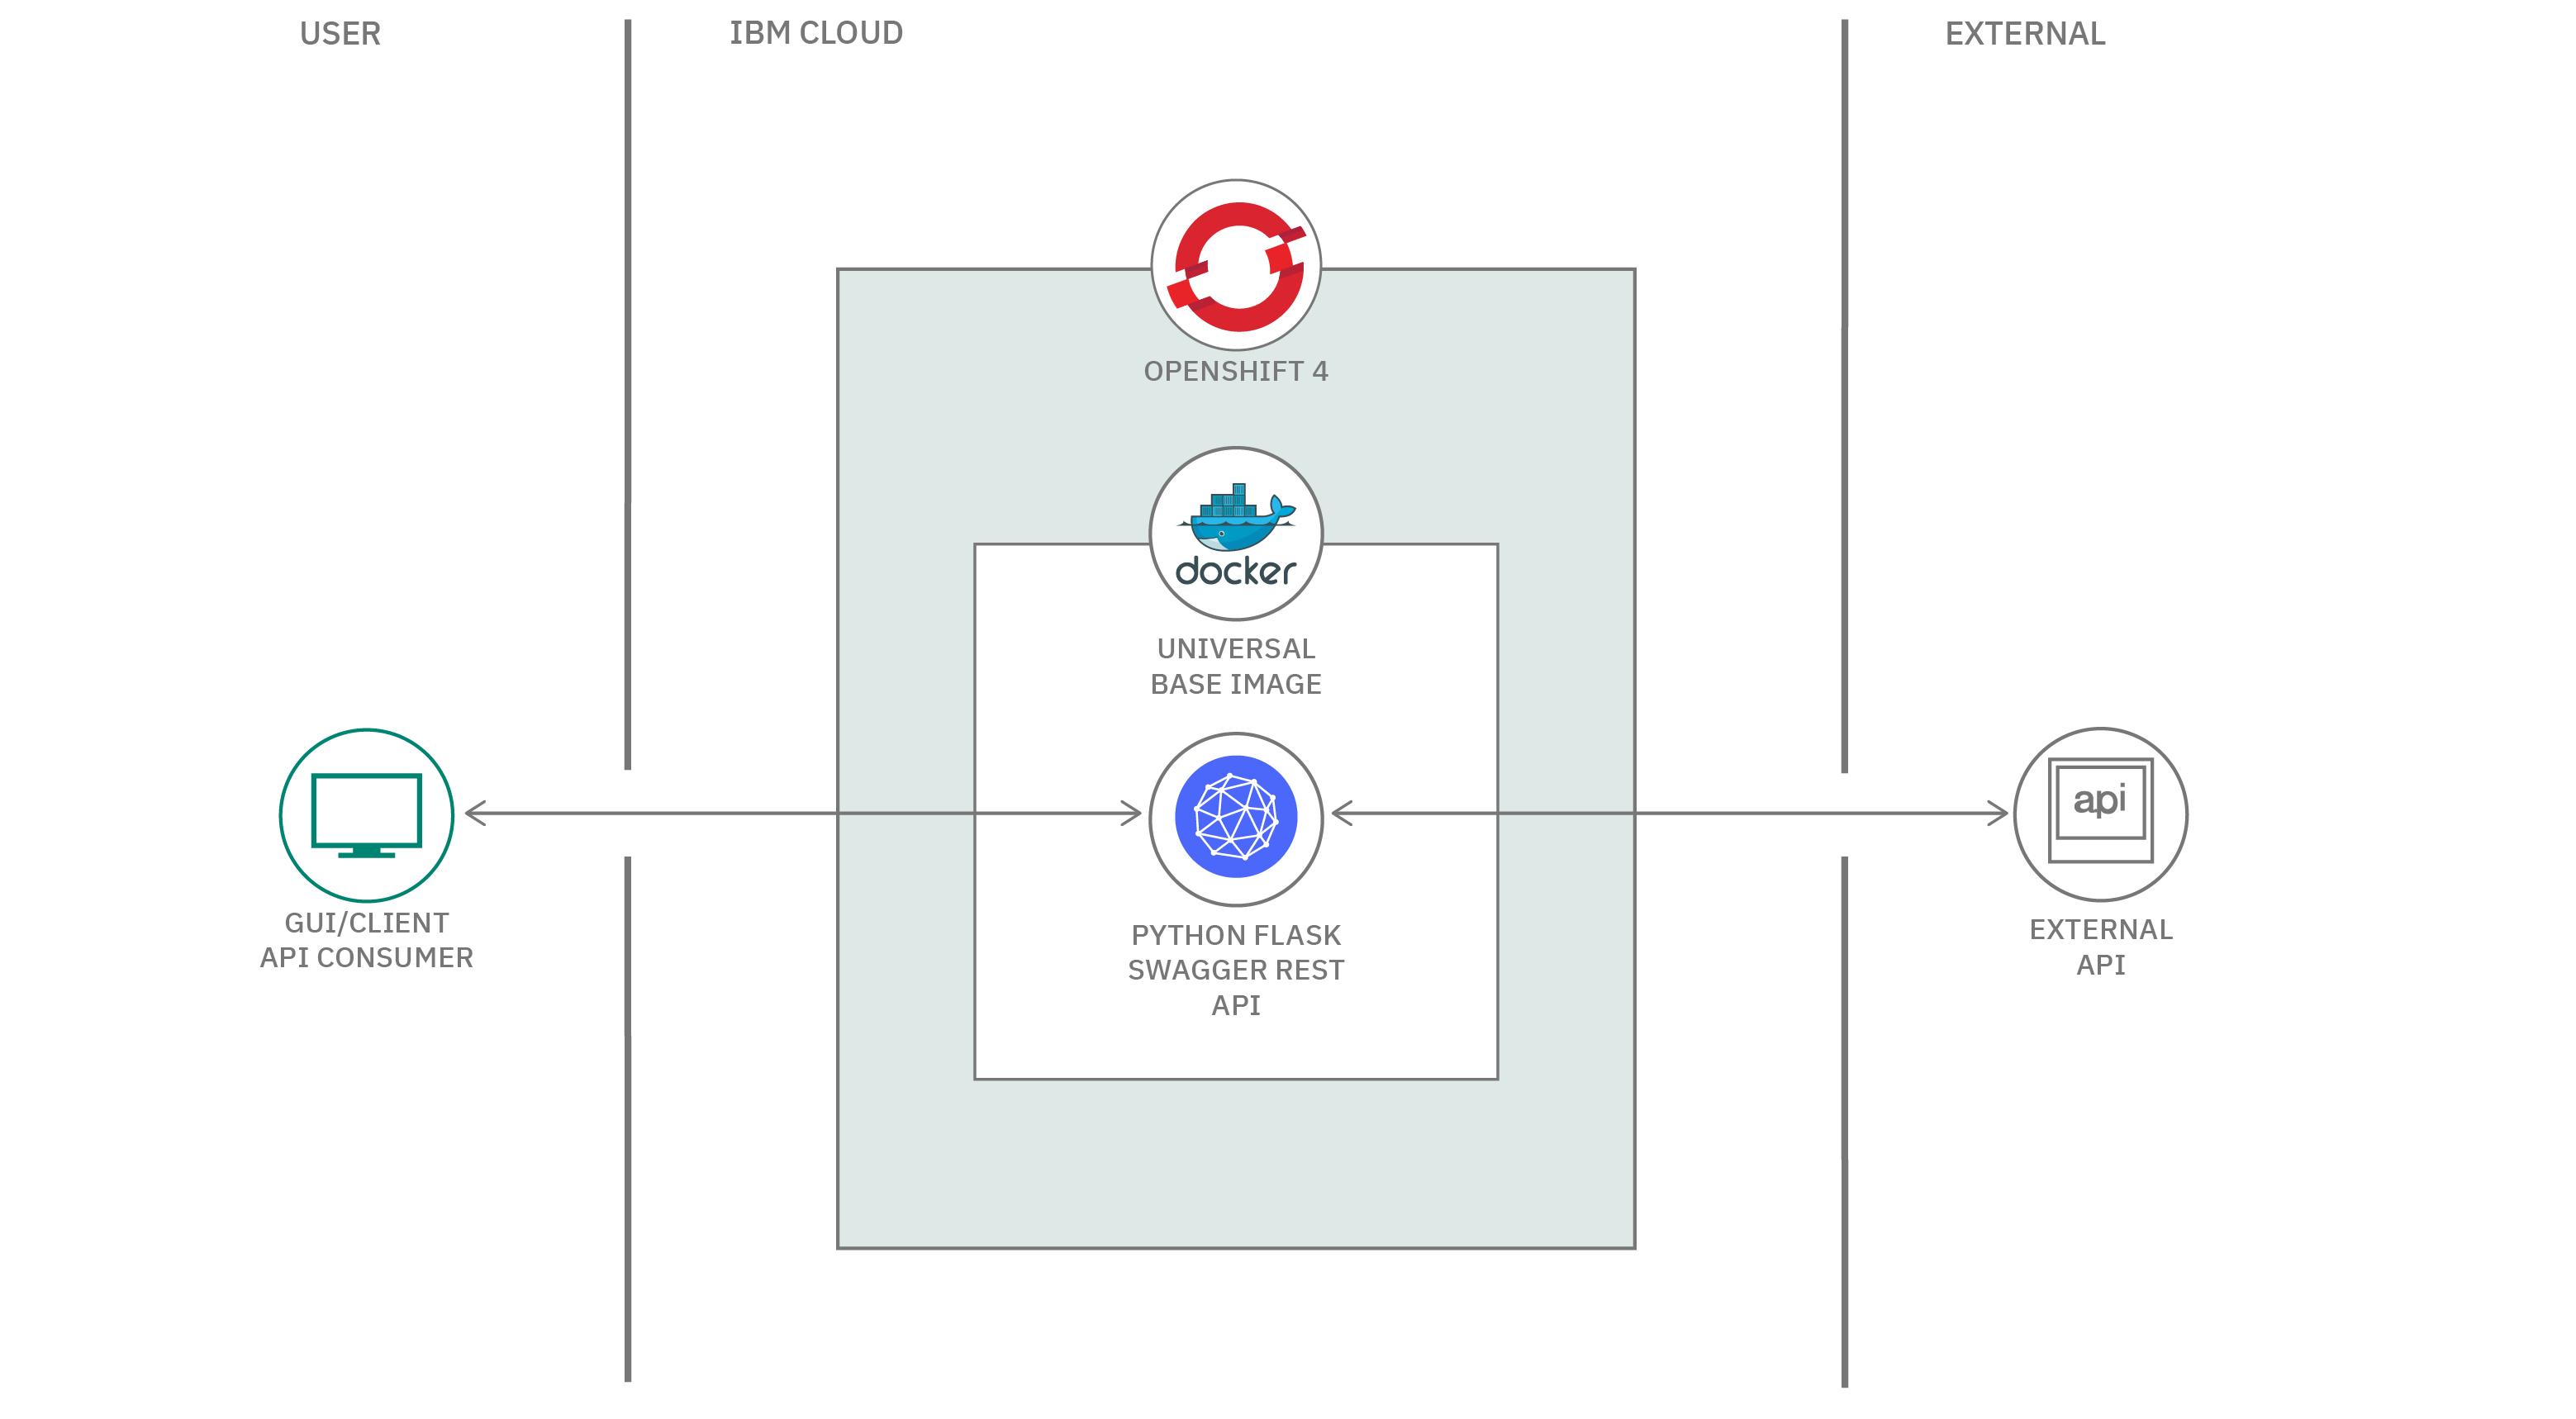 USER
IBM CLOUD
EXTERNAL
OPENSHIFT 4
docker
UNIVERSAL
BASE IMAGE
GUI/CLIENT
API CONSUMER
PYTHON FLASK
SWAGGER REST
API
api
EXTERNAL
API